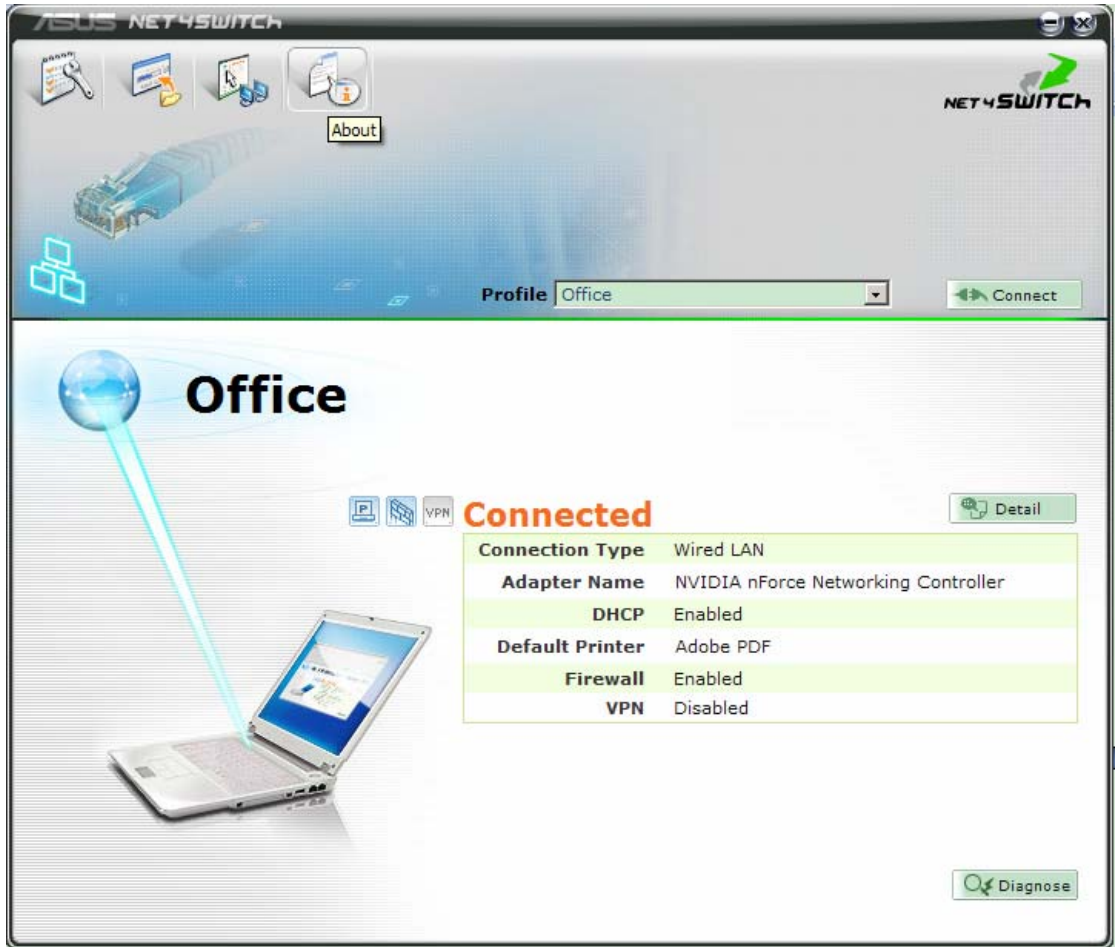 ASUS NET4SWITCH
NET4SWITCH
About
Profile Office
Connect
Office
P
VPN
Connected
Detail
Connection Type Wired LAN
Adapter Name NVIDIA nForce Networking Controller
DHCP Enabled
Default Printer Adobe PDF
Firewall Enabled
VPN Disabled
Diagnose